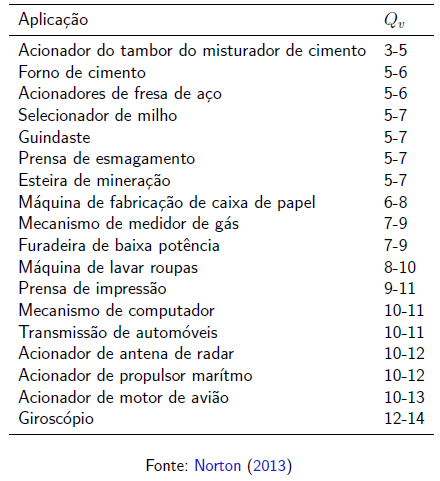 Aplicação Q_v
Acionador do tambor do misturador de cimento 3-5
Forno de cimento 5-6
Acionadores de fresa de aço 5-6
Selecionador de milho 5-7
Guindaste 5-7
Prensa de esmagamento 5-7
Esteira de mineração 5-7
Máquina de fabricação de caixa de papel 6-8
Mecanismo de medidor de gás 7-9
Furadeira de baixa potência 7-9
Máquina de lavar roupas 8-10
Prensa de impressão 9-11
Mecanismo de computador 10-11
Transmissão de automóveis 10-11
Acionador de antena de radar 10-12
Acionador de propulsor marítmo 10-12
Acionador de motor de avião 10-13
Giroscópio 12-14
Fonte: Norton (2013)